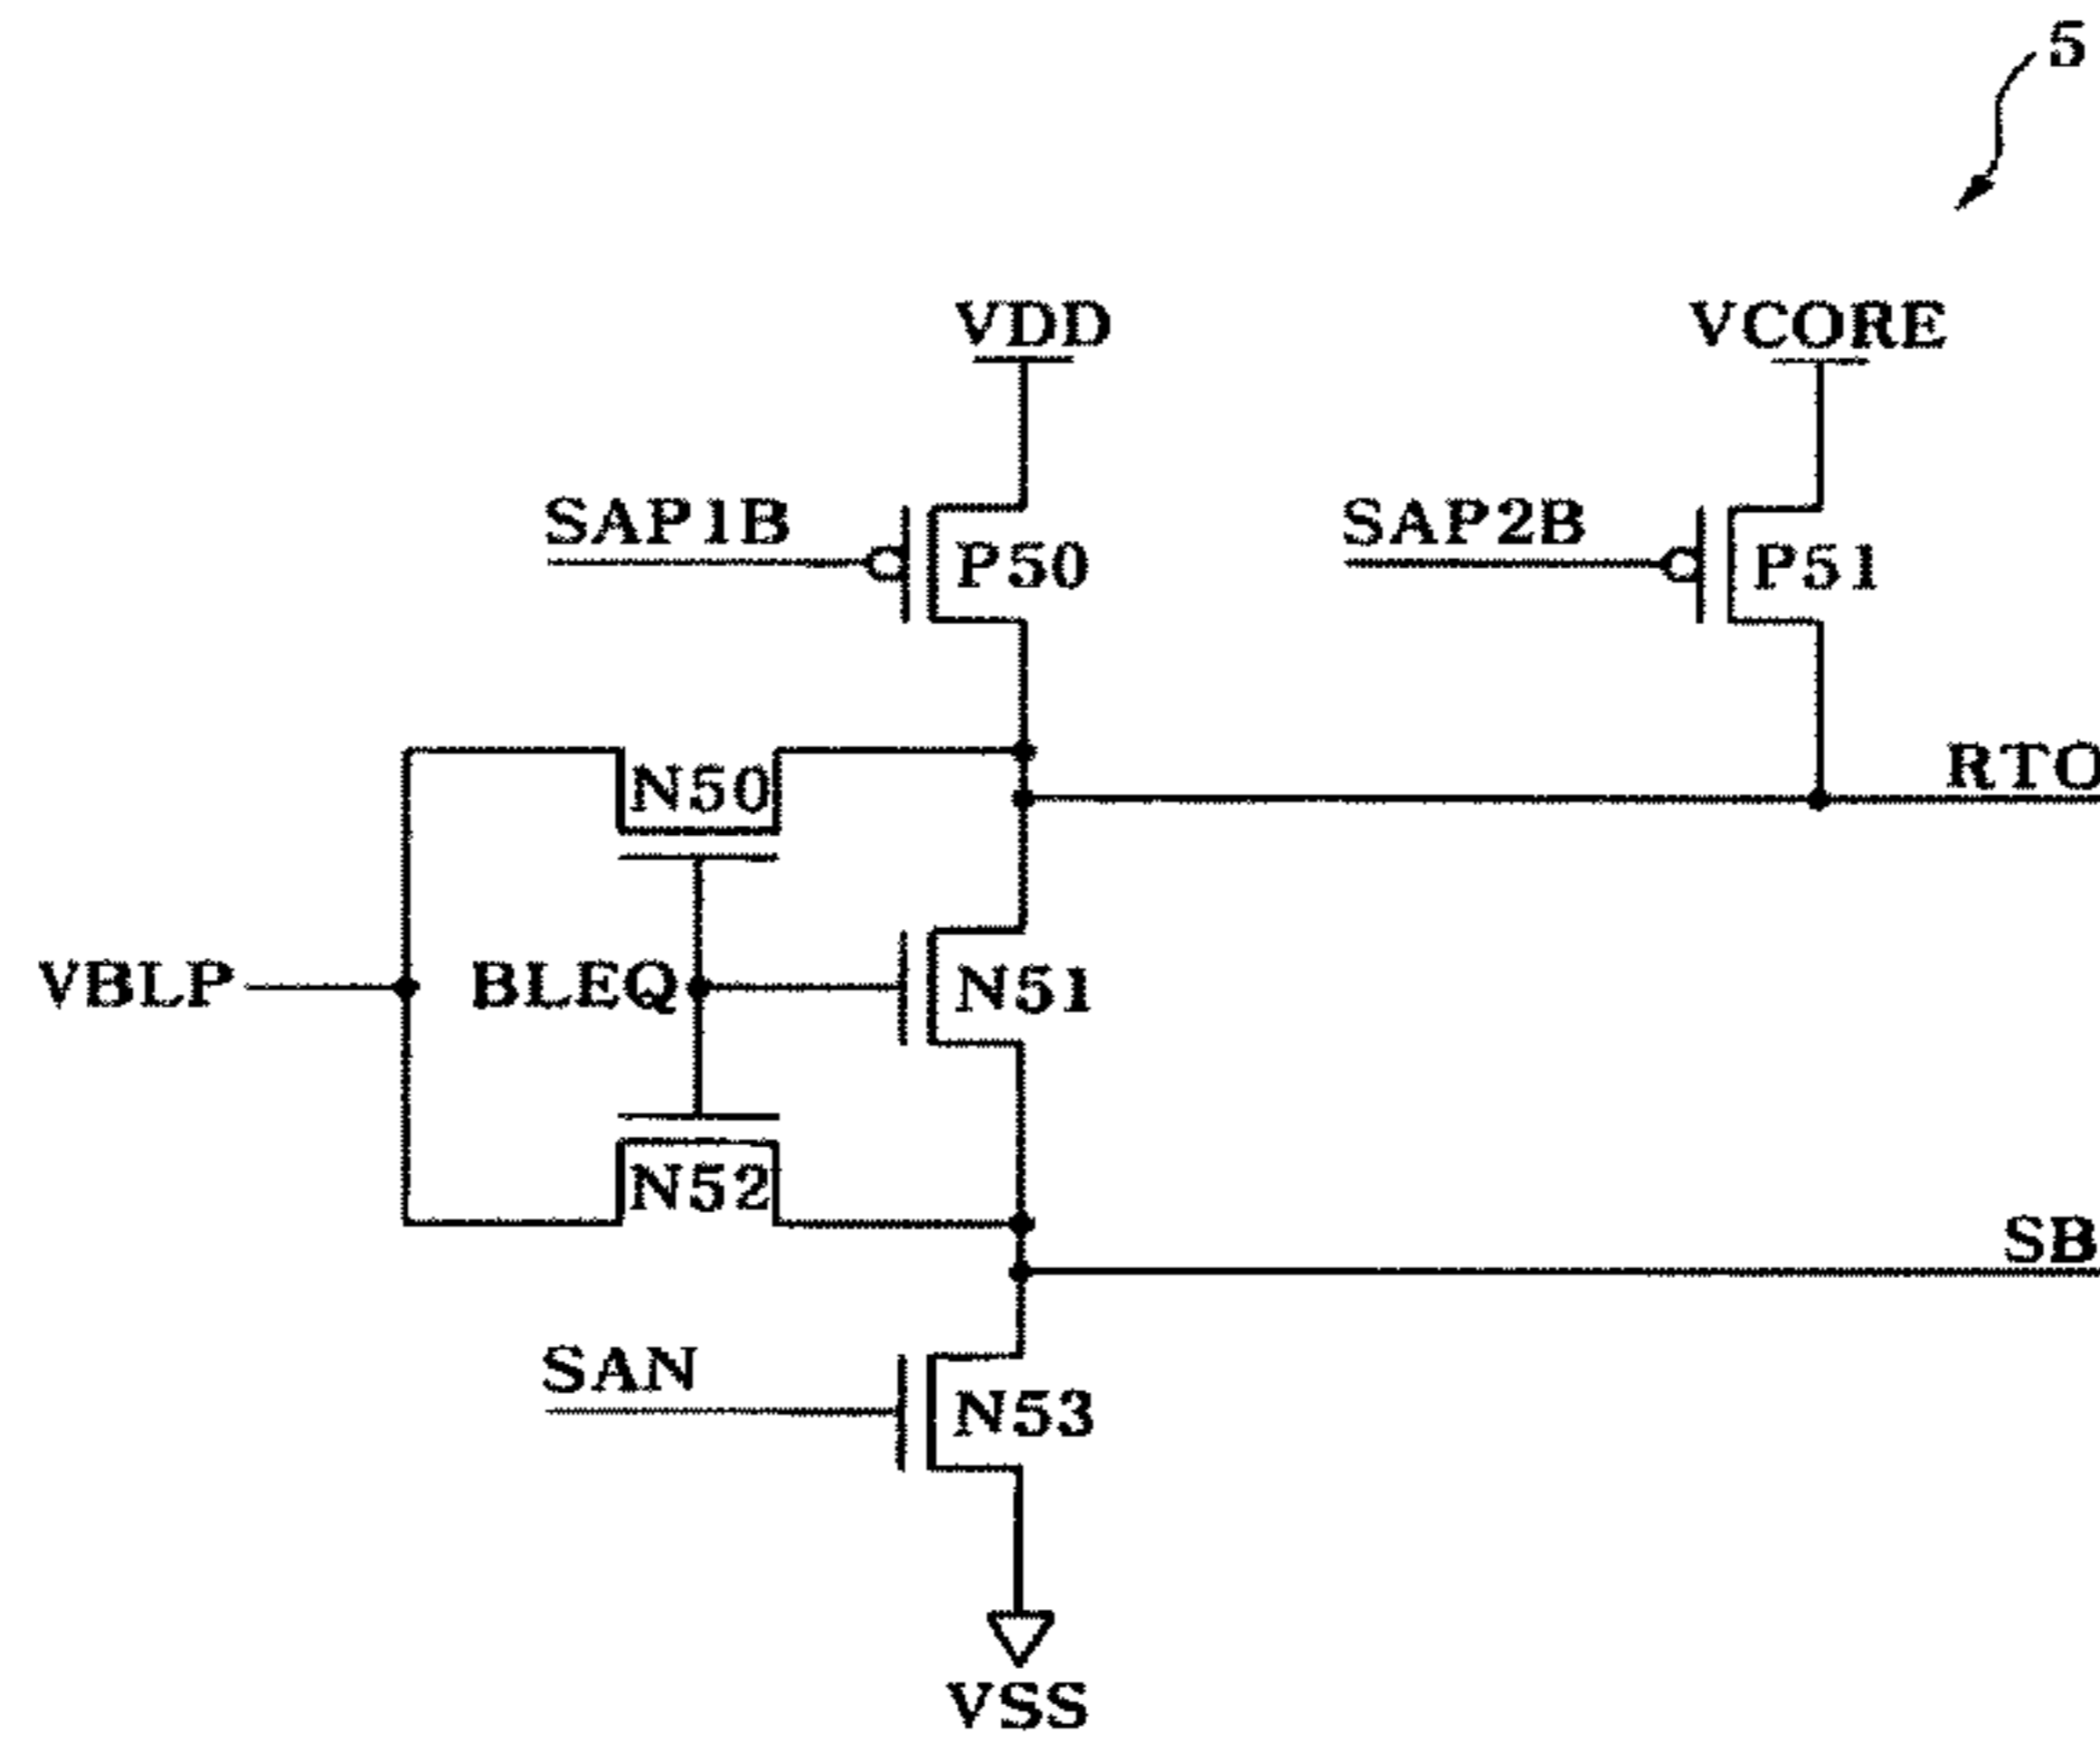 5
VDD
VCORE
SAP1B
P50
SAP2B
P51
RTO
N50
VBLP
BLEQ
N51
N52
SB
SAN
N53
VSS